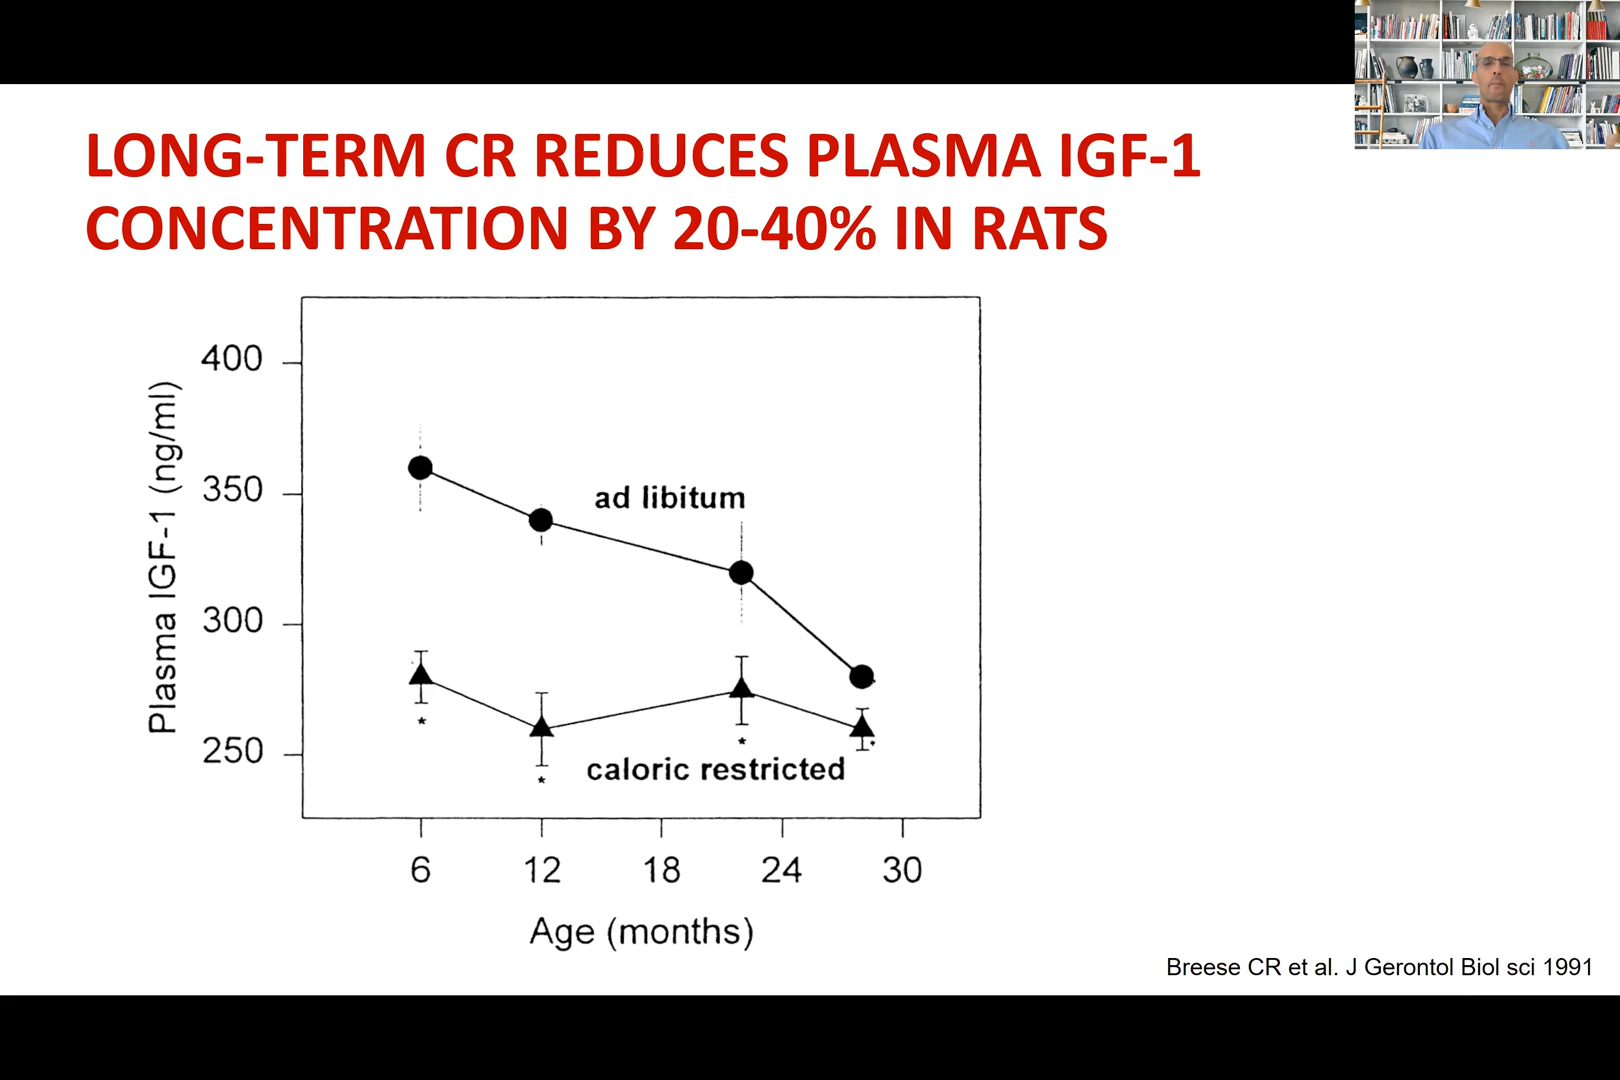 LONG-TERM CR REDUCES PLASMA IGF-1
CONCENTRATION BY 20-40% IN RATS
Plasma IGF-1 (ng/ml)
400
350
300
250
ad libitum
*
*
*
caloric restricted
6 12 18 24 30
Age (months)
Breese CR et al. J Gerontol Biol sci 1991